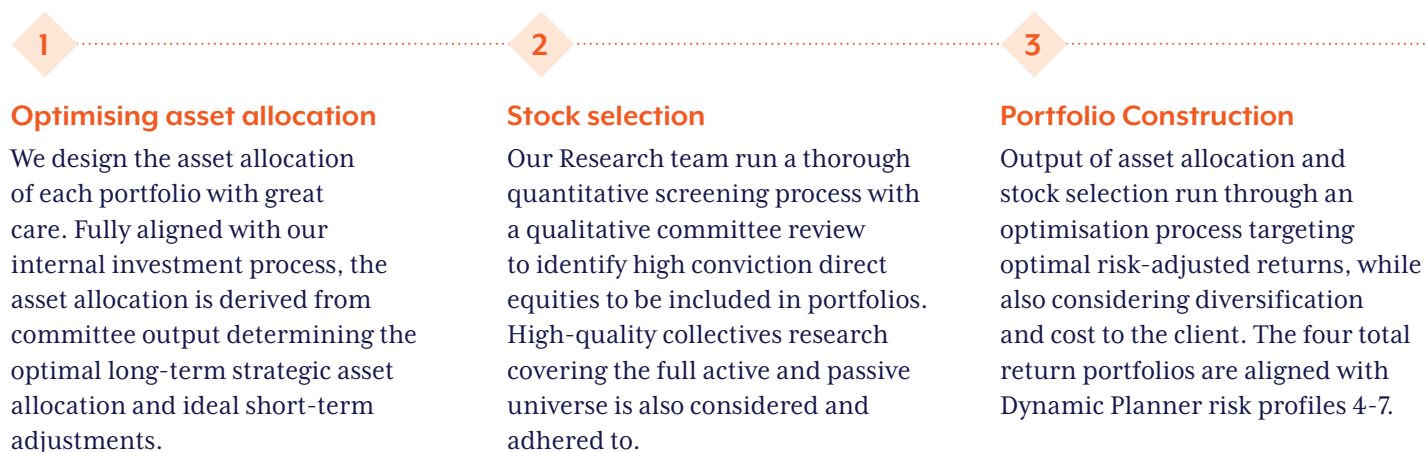 1
Optimising asset allocation
We design the asset allocation
of each portfolio with great
care. Fully aligned with our
internal investment process, the
asset allocation is derived from
committee output determining the
optimal long-term strategic asset
allocation and ideal short-term
adjustments.
2
Stock selection
Our Research team run a thorough
quantitative screening process with
a qualitative committee review
to identify high conviction direct
equities to be included in portfolios.
High-quality collectives research
covering the full active and passive
universe is also considered and
adhered to.
3
Portfolio Construction
Output of asset allocation and
stock selection run through an
optimisation process targeting
optimal risk-adjusted returns, while
also considering diversification
and cost to the client. The four total
return portfolios are aligned with
Dynamic Planner risk profiles 4-7.